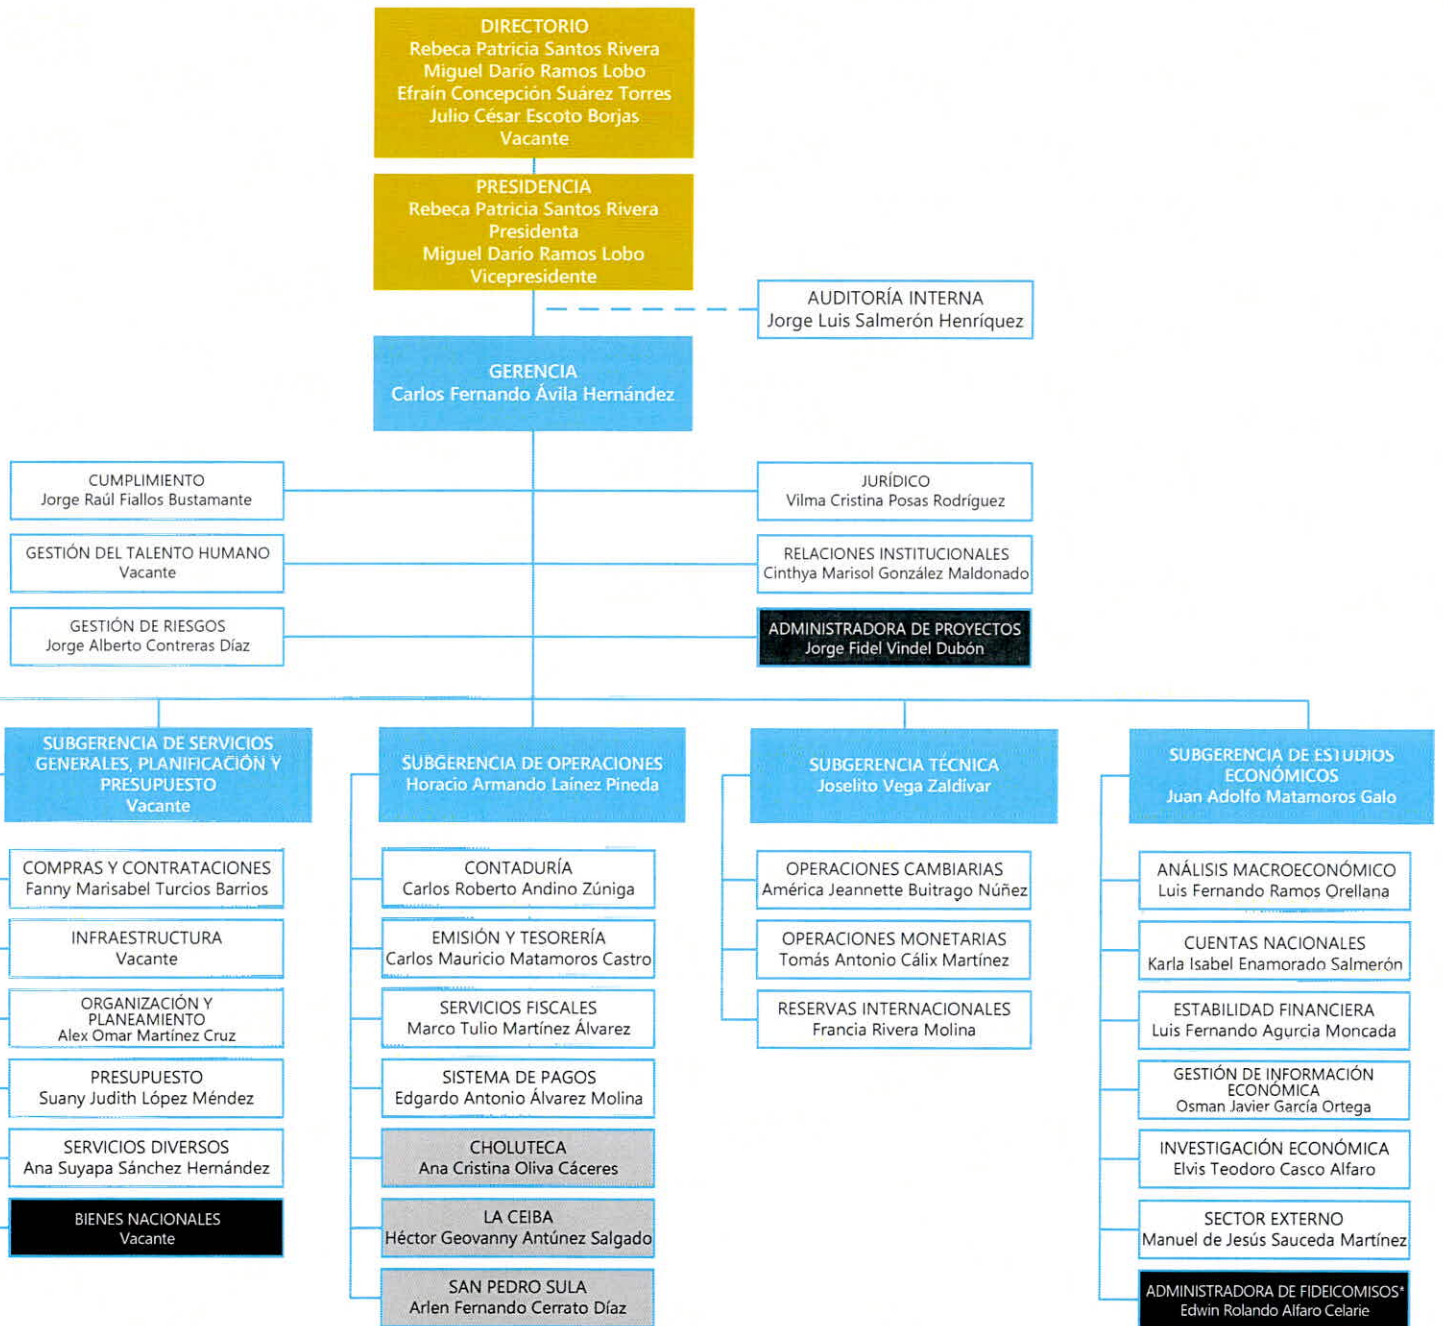 DIRECTORIO
Rebeca Patricia Santos Rivera
Miguel Darío Ramos Lobo
Efraín Concepción Suárez Torres
Julio César Escoto Borjas
Vacante
PRESIDENCIA
Rebeca Patricia Santos Rivera
Presidenta
Miguel Darío Ramos Lobo
Vicepresidente
AUDITORÍA INTERNA
Jorge Luis Salmerón Henríquez
GERENCIA
Carlos Fernando Ávila Hernández
CUMPLIMIENTO
Jorge Raúl Fiallos Bustamante
JURÍDICO
Vilma Cristina Posas Rodríguez
GESTIÓN DEL TALENTO HUMANO
Vacante
RELACIONES INSTITUCIONALES
Cinthya Marisol González Maldonado
GESTIÓN DE RIESGOS
Jorge Alberto Contreras Díaz
ADMINISTRADORA DE PROYECTOS
Jorge Fidel Vindel Dubón
SUBGERENCIA DE SERVICIOS
GENERALES, PLANIFICACIÓN Y
PRESUPUESTO
Vacante
COMPRAS Y CONTRATACIONES
Fanny Marisabel Turcios Barrios
INFRAESTRUCTURA
Vacante
ORGANIZACIÓN Y
PLANEAMIENTO
Alex Omar Martínez Cruz
PRESUPUESTO
Suany Judith López Méndez
SERVICIOS DIVERSOS
Ana Suyapa Sánchez Hernández
BIENES NACIONALES
Vacante
SUBGERENCIA DE OPERACIONES
Horacio Armando Laínez Pineda
CONTADURÍA
Carlos Roberto Andino Zúniga
EMISIÓN Y TESORERÍA
Carlos Mauricio Matamoros Castro
SERVICIOS FISCALES
Marco Tulio Martínez Álvarez
SISTEMA DE PAGOS
Edgardo Antonio Álvarez Molina
CHOLUTECA
Ana Cristina Oliva Cáceres
LA CEIBA
Héctor Geovanny Antúnez Salgado
SAN PEDRO SULA
Arlen Fernando Cerrato Díaz
SUBGERENCIA TÉCNICA
Joselito Vega Zaldívar
OPERACIONES CAMBIARIAS
América Jeannette Buitrago Núñez
OPERACIONES MONETARIAS
Tomás Antonio Cálix Martínez
RESERVAS INTERNACIONALES
Francia Rivera Molina
SUBGERENCIA DE ESTUDIOS
ECONÓMICOS
Juan Adolfo Matamoros Galo
ANÁLISIS MACROECONÓMICO
Luis Fernando Ramos Orellana
CUENTAS NACIONALES
Karla Isabel Enamorado Salmerón
ESTABILIDAD FINANCIERA
Luis Fernando Agurcia Moncada
GESTIÓN DE INFORMACIÓN
ECONÓMICA
Osman Javier García Ortega
INVESTIGACIÓN ECONÓMICA
Elvis Teodoro Casco Alfaro
SECTOR EXTERNO
Manuel de Jesús Sauceda Martínez
ADMINISTRADORA DE FIDEICOMISOS*
Edwin Rolando Alfaro Celarie